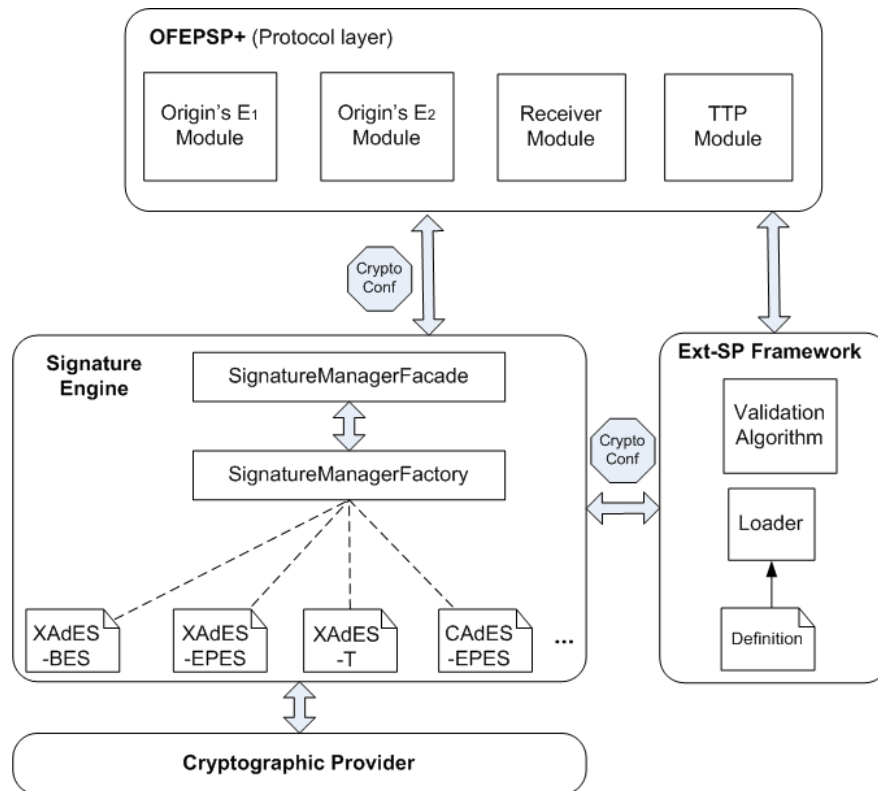 OFEPSP+ (Protocol layer)
Origin's E1
Module
Origin's E2
Module
Receiver
Module
TTP
Module
Crypto
Conf
Signature
Engine
SignatureManagerFacade
SignatureManagerFactory
XAdES
-BES
XAdES
-EPES
XAdES
-T
CAdES
-EPES
...
Crypto
Conf
Ext-SP Framework
Validation
Algorithm
Loader
Definition
Cryptographic Provider